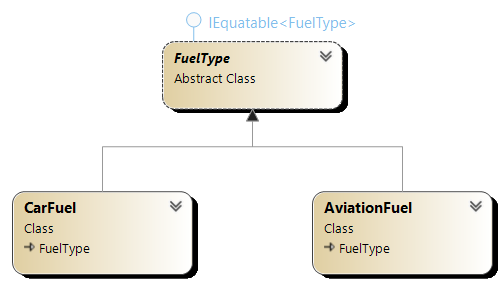 IEquatable<FuelType>
FuelType
Abstract Class
CarFuel
Class
FuelType
AviationFuel
Class
FuelType